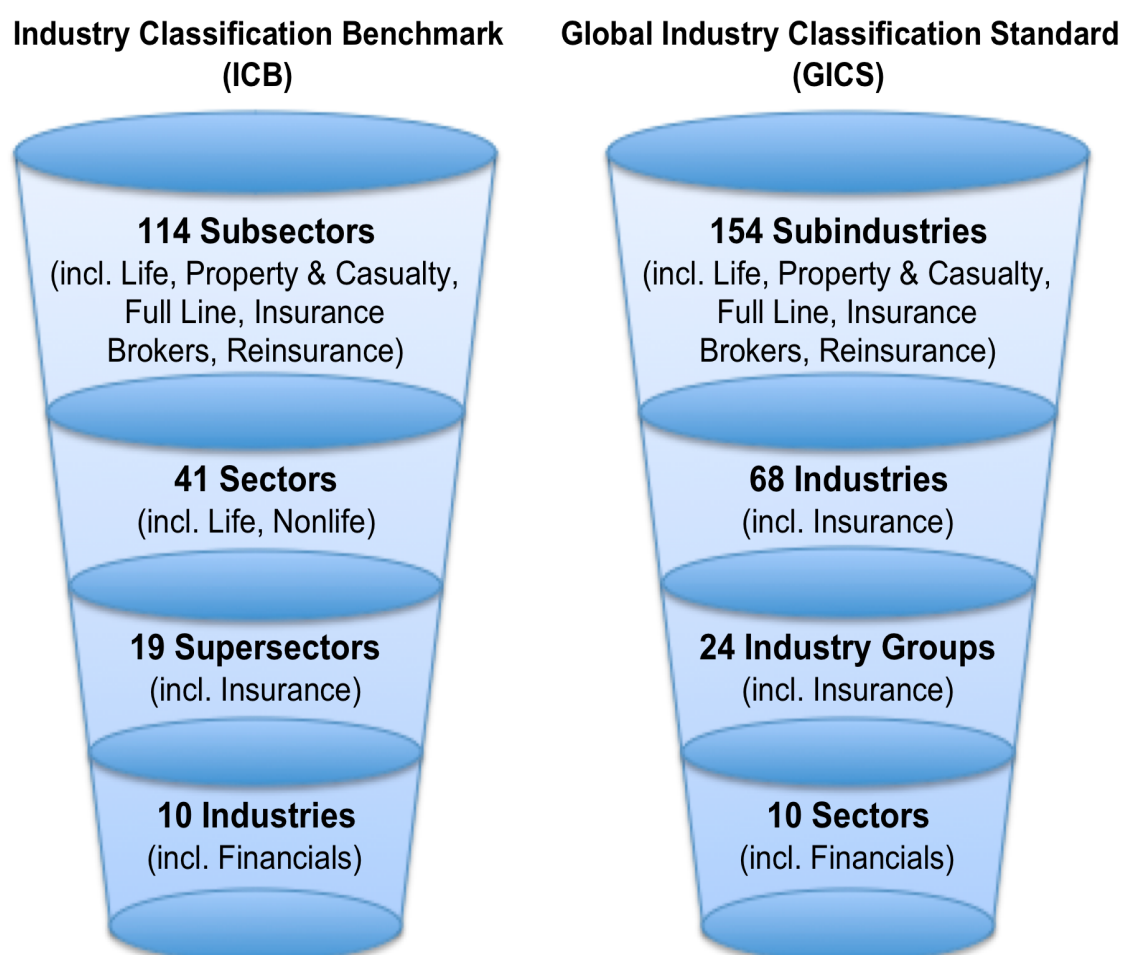 Industry Classification Benchmark
(ICB)
114 Subsectors
(incl. Life, Property & Casualty,
Full Line, Insurance
Brokers, Reinsurance)
41 Sectors
(incl. Life, Nonlife)
19 Supersectors
(incl. Insurance)
10 Industries
(incl. Financials)
Global Industry Classification Standard
(GICS)
154 Subindustries
(incl. Life, Property & Casualty,
Full Line, Insurance
Brokers, Reinsurance)
68 Industries
(incl. Insurance)
24 Industry Groups
(incl. Insurance)
10 Sectors
(incl. Financials)